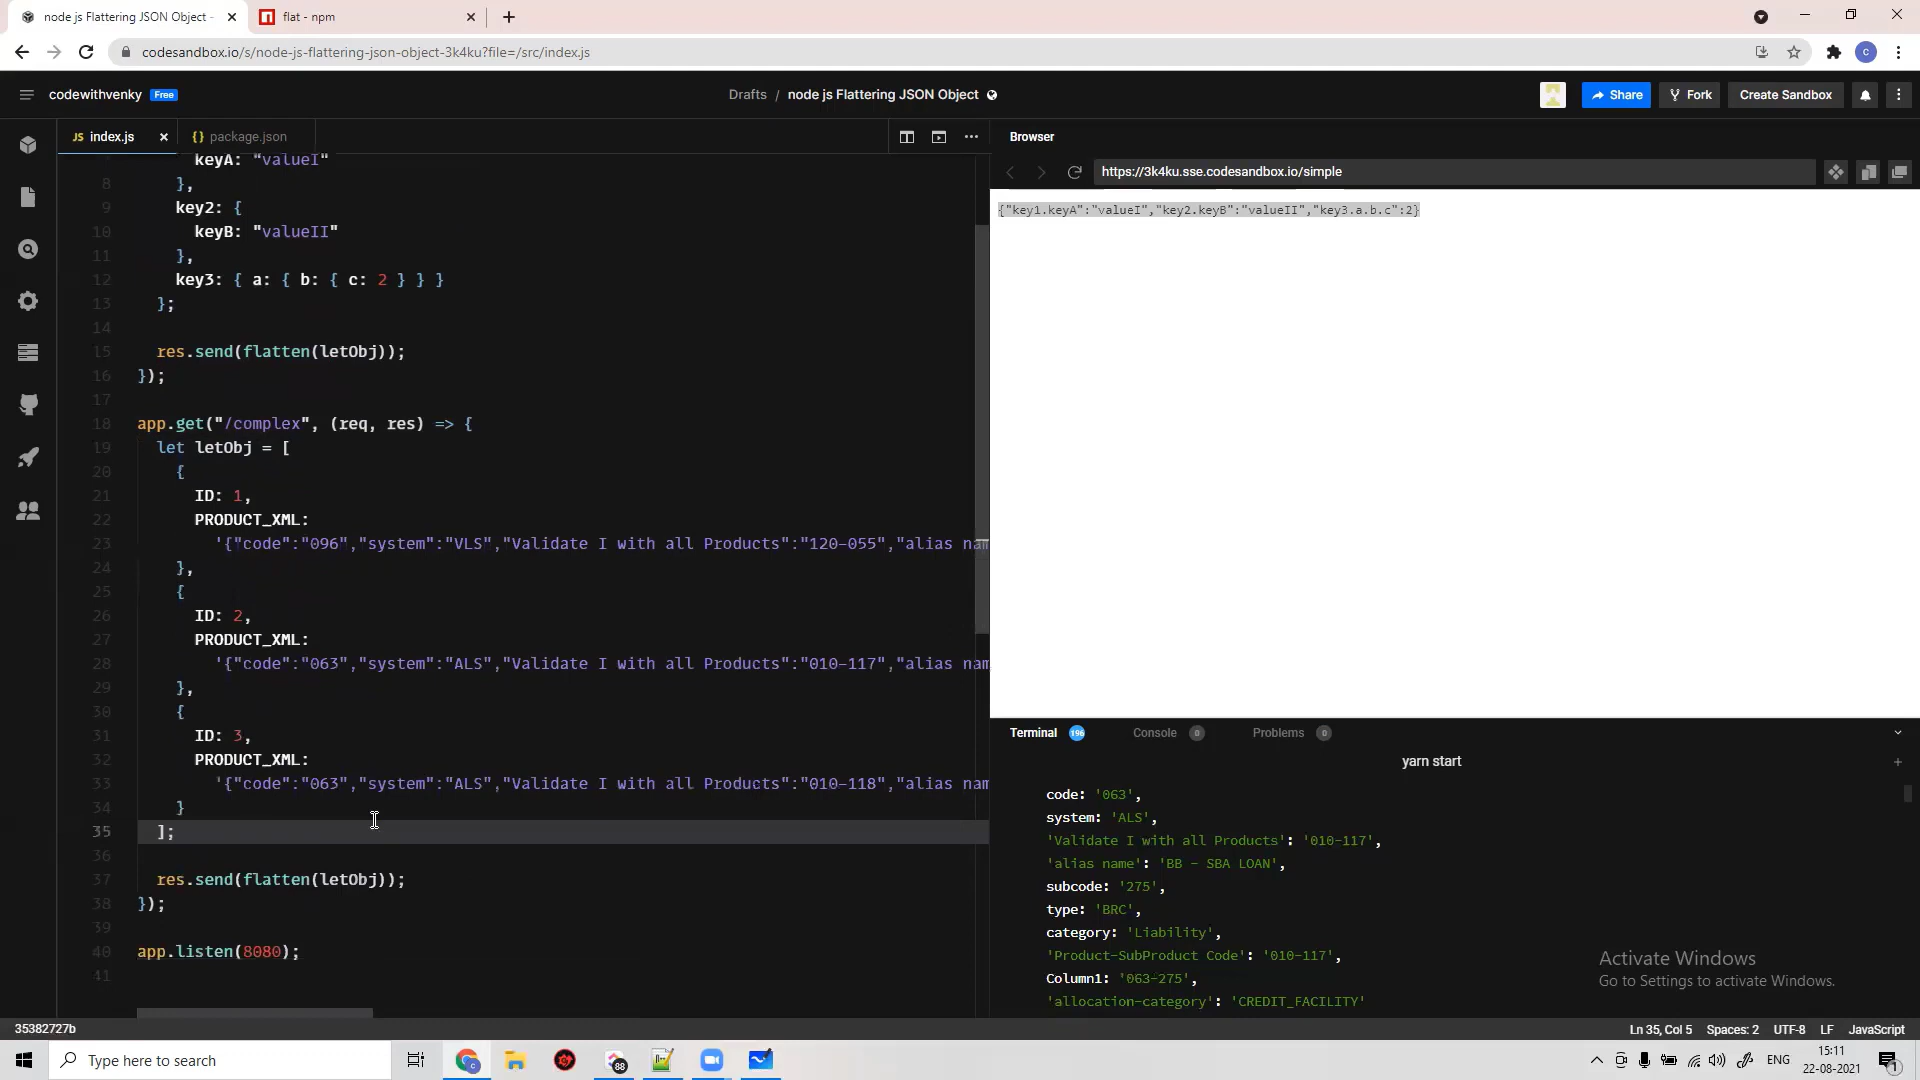 node js Flattering JSON Object -
flat - npm
codesandbox.io/s/node-js-flattering-json-object-3k4ku?file=/src/index.js
codewithvenky Free
Drafts / node js Flattering JSON Object
Share Fork Create Sandbox
JS index.js
{} package.json
Browser
https://3k4ku.sse.codesandbox.io/simple
{"key1.keyA":"valueI","key2.keyB":"valueII","key3.a.b.c":2}
keyA: "valueI"
8 },
9 key2: {
10 keyB: "valueII"
11 },
12 key3: { a: { b: { c: 2 } } }
13 };
14
15 res.send(flatten(letObj));
16 });
17
18 app.get("/complex", (req, res) => {
19 let letObj = [
20 {
21 ID: 1,
22 PRODUCT_XML:
23 '{"code":"096","system":"VLS","Validate I with all Products":"120-055","alias nam
24 },
25 {
26 ID: 2,
27 PRODUCT_XML:
28 '{"code":"063","system":"ALS","Validate I with all Products":"010-117","alias nam
29 },
30 {
31 ID: 3,
32 PRODUCT_XML:
33 '{"code":"063","system":"ALS","Validate I with all Products":"010-118","alias nam
34 }
35 ];
36
37 res.send(flatten(letObj));
38 });
39
40 app.listen(8080);
41
Terminal 196 Console 0 Problems 0
yarn start
code: '063',
system: 'ALS',
'Validate I with all Products': '010-117',
'alias name': 'BB - SBA LOAN',
subcode: '275',
type: 'BRC',
category: 'Liability',
'Product-SubProduct Code': '010-117',
Column1: '063-275',
'allocation-category': 'CREDIT_FACILITY'
Activate Windows
Go to Settings to activate Windows.
35382727b
Ln 35, Col 5 Spaces: 2 UTF-8 LF JavaScript
Type here to search
88
ENG
15:11
22-08-2021
1